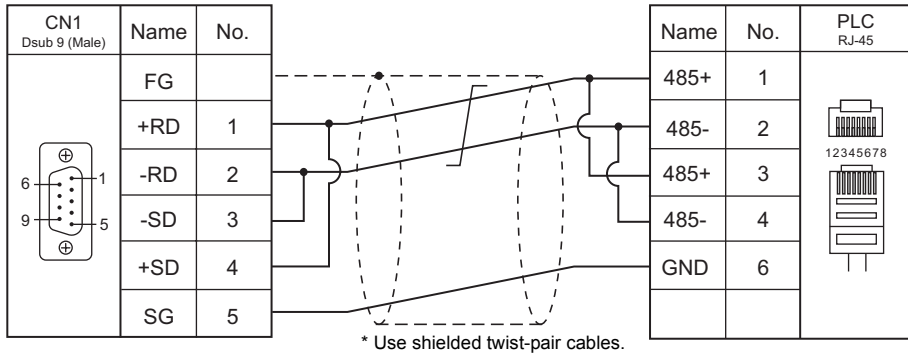 CN1
Dsub 9 (Male)
Name
No.
FG
+RD
1
-RD
2
-SD
3
+SD
4
SG
5
6
1
9
5
Name
No.
PLC
RJ-45
485+
1
485-
2
485+
3
485-
4
GND
6
12345678
* Use shielded twist-pair cables.